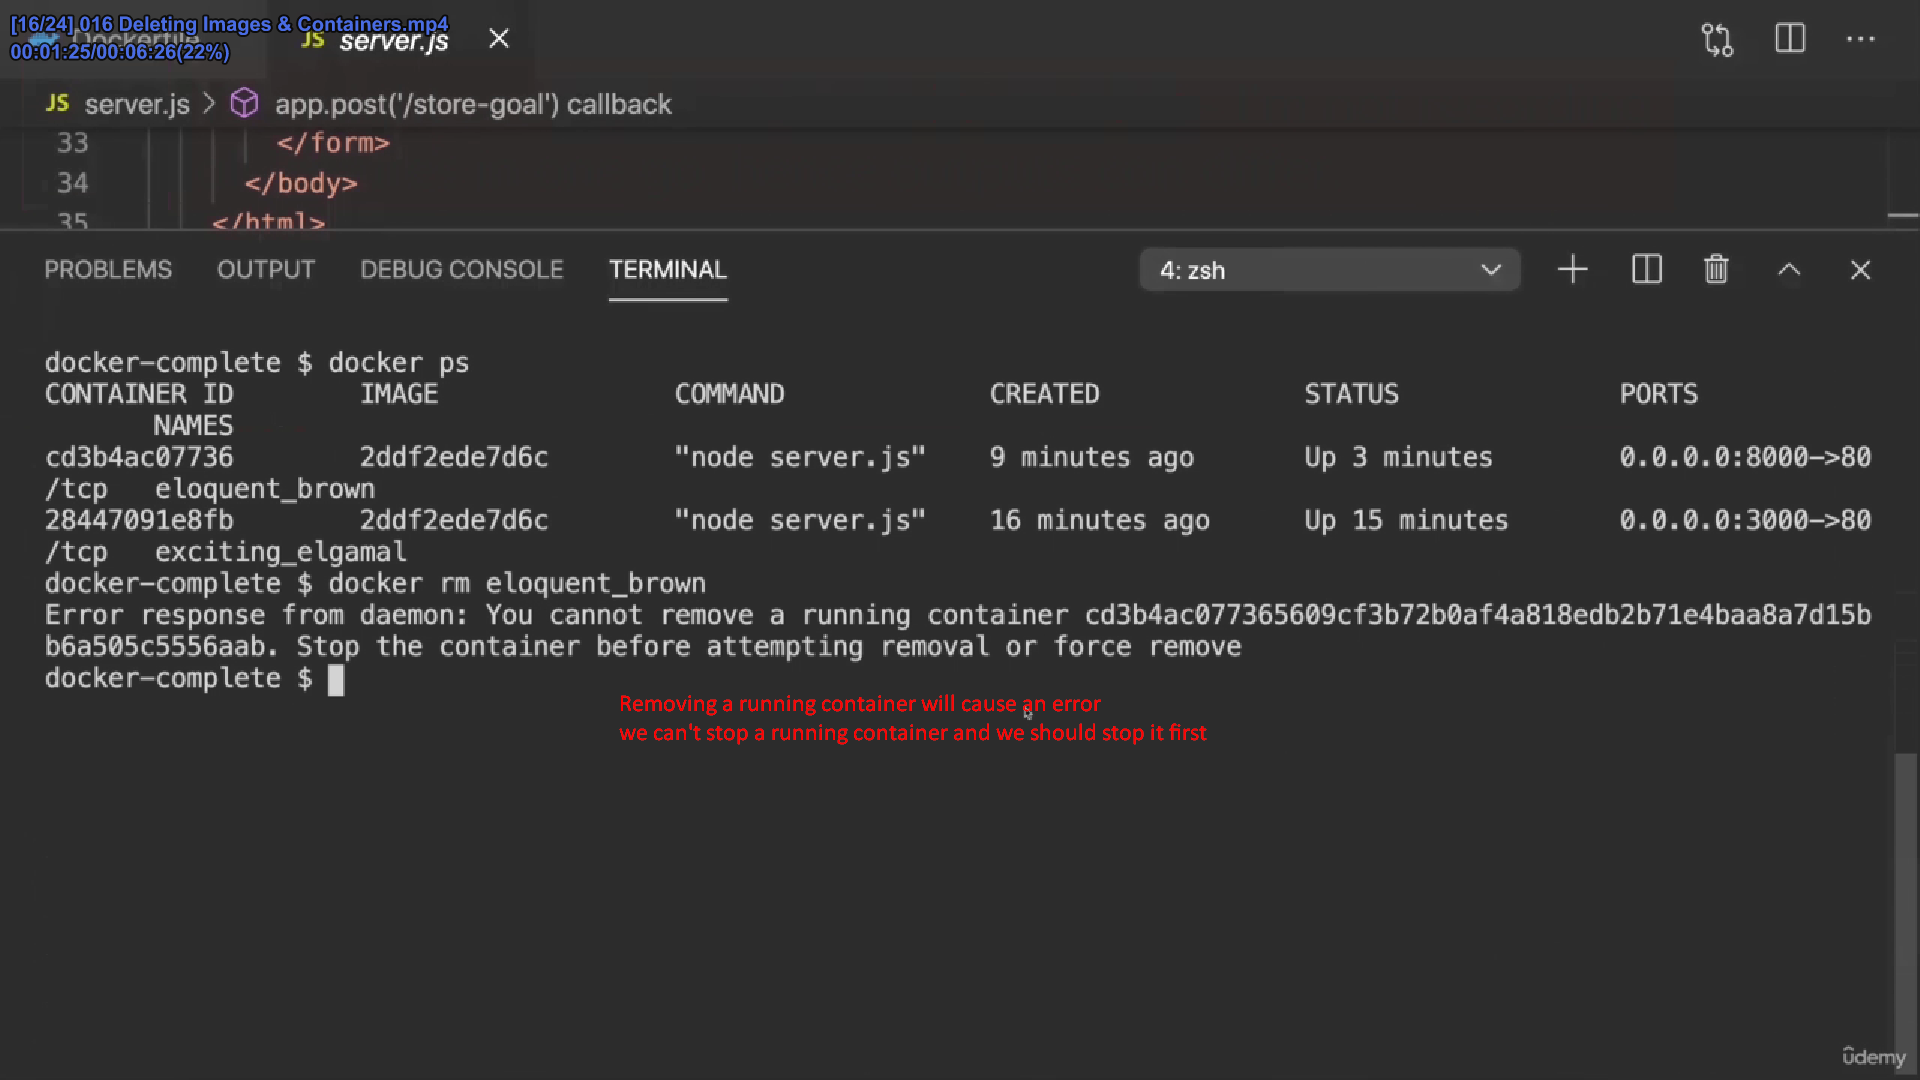 [16/24] 016 Deleting Images & Containers.mp4
00:01:25/00:06:26(22%)
Dockerfile
JS server.js
JS server.js > app.post('/store-goal') callback
33 </form>
34 </body>
35 </html>
PROBLEMS OUTPUT DEBUG CONSOLE TERMINAL 4: zsh
docker-complete $ docker ps
CONTAINER ID IMAGE COMMAND CREATED STATUS PORTS
NAMES
cd3b4ac07736 2ddf2ede7d6c "node server.js" 9 minutes ago Up 3 minutes 0.0.0.0:8000->80
/tcp eloquent_brown
28447091e8fb 2ddf2ede7d6c "node server.js" 16 minutes ago Up 15 minutes 0.0.0.0:3000->80
/tcp exciting_elgamal
docker-complete $ docker rm eloquent_brown
Error response from daemon: You cannot remove a running container cd3b4ac077365609cf3b72b0af4a818edb2b71e4baa8a7d15b
b6a505c5556aab. Stop the container before attempting removal or force remove
docker-complete $
Removing a running container will cause an error
we can't stop a running container and we should stop it first
ûdemy